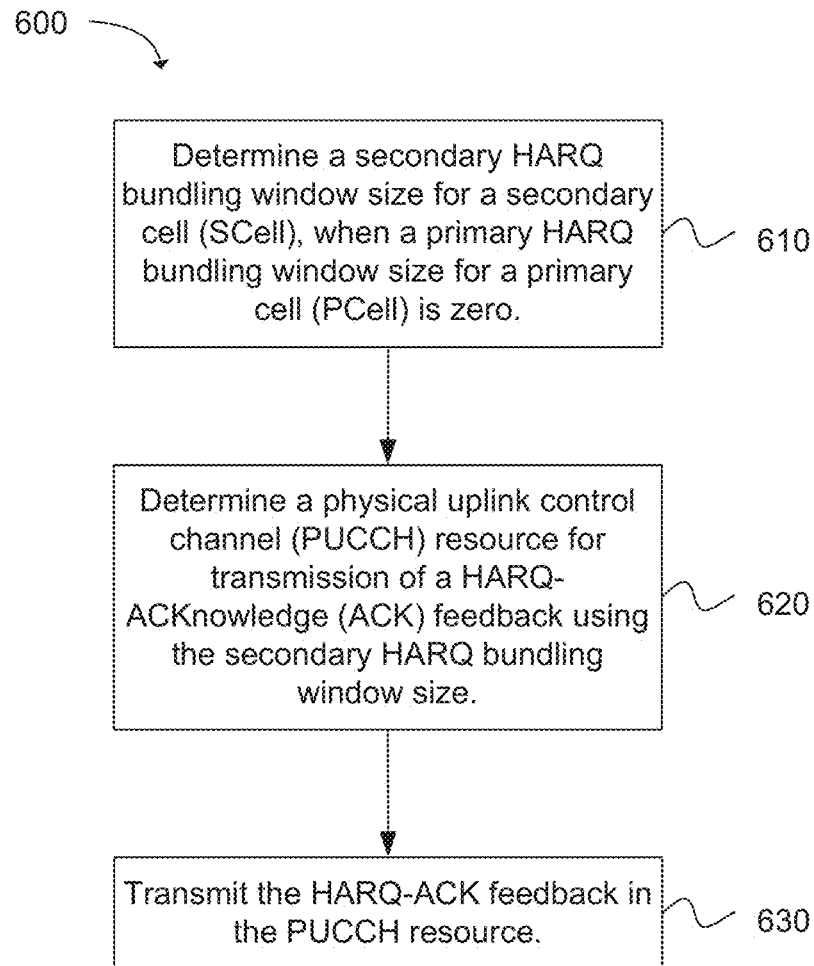 600
Determine a secondary HARQ
bundling window size for a secondary
cell (SCell), when a primary HARQ
bundling window size for a primary
cell (PCell) is zero.
610
Determine a physical uplink control
channel (PUCCH) resource for
transmission of a HARQ-
ACKnowledge (ACK) feedback using
the secondary HARQ bundling
window size.
620
Transmit the HARQ-ACK feedback in
the PUCCH resource.
630